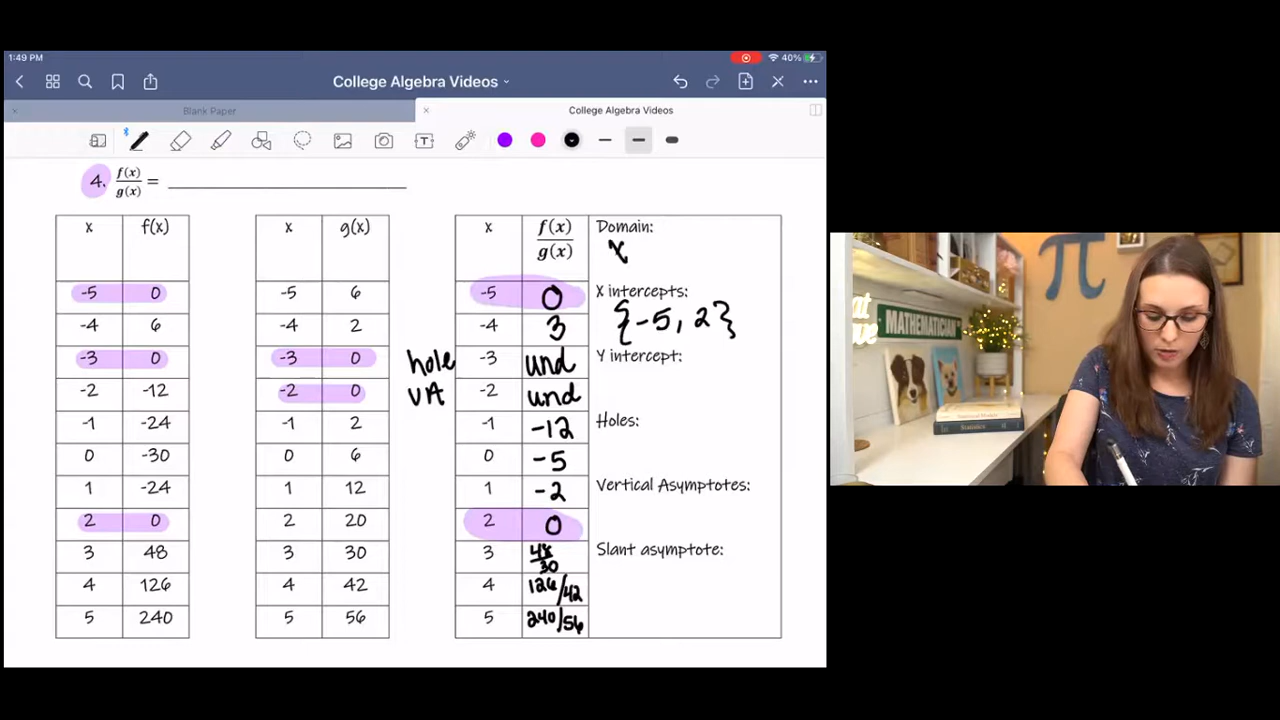 1:49 PM
40%
College Algebra Videos
Blank Paper
College Algebra Videos
4. f(x)/g(x) = ____________________
x f(x)
-5 0
-4 6
-3 0
-2 -12
-1 -24
0 -30
1 -24
2 0
3 48
4 126
5 240
x g(x)
-5 6
-4 2
-3 0
-2 0
-1 2
0 6
1 12
2 20
3 30
4 42
5 56
hole
VA
x f(x)/g(x)
-5 0
-4 3
-3 und
-2 und
-1 -12
0 -5
1 -2
2 0
3 48/30
4 126/42
5 240/56
Domain:
x
X intercepts:
{-5, 2}
Y intercept:
Holes:
Vertical Asymptotes:
Slant asymptote:
MATHEMATICIAN